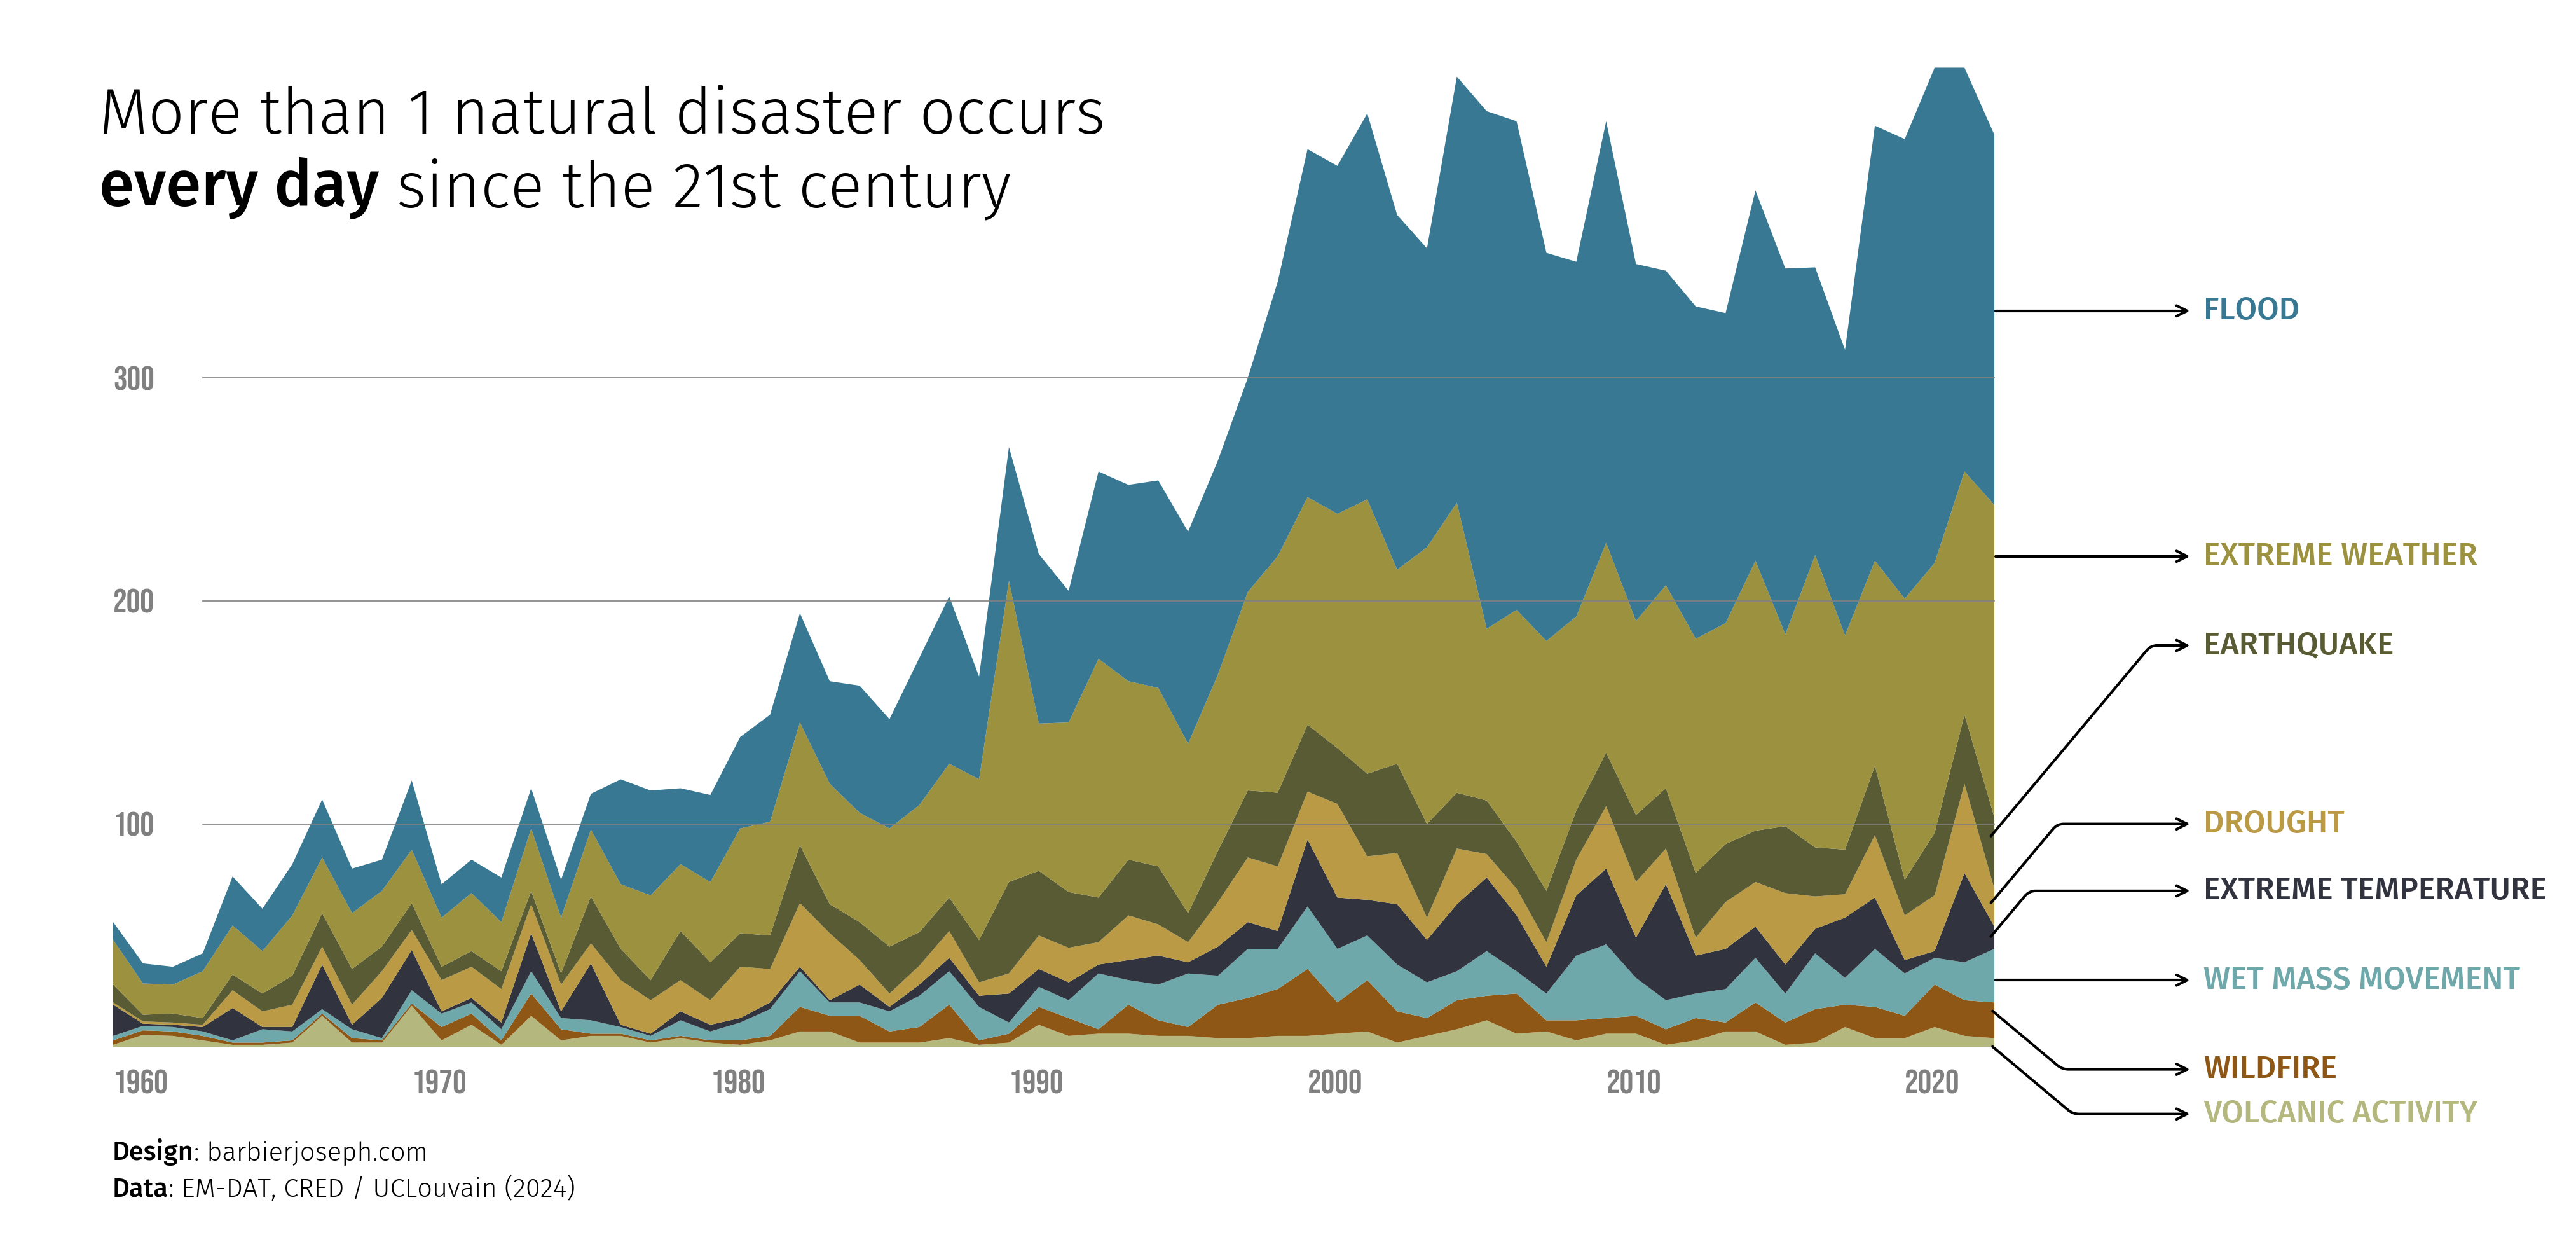 More than 1 natural disaster occurs
every day since the 21st century
FLOOD
300
EXTREME WEATHER
200
EARTHQUAKE
100
DROUGHT
EXTREME TEMPERATURE
WET MASS MOVEMENT
WILDFIRE
1960 1970 1980 1990 2000 2010 2020
VOLCANIC ACTIVITY
Design: barbierjoseph.com
Data: EM-DAT, CRED / UCLouvain (2024)